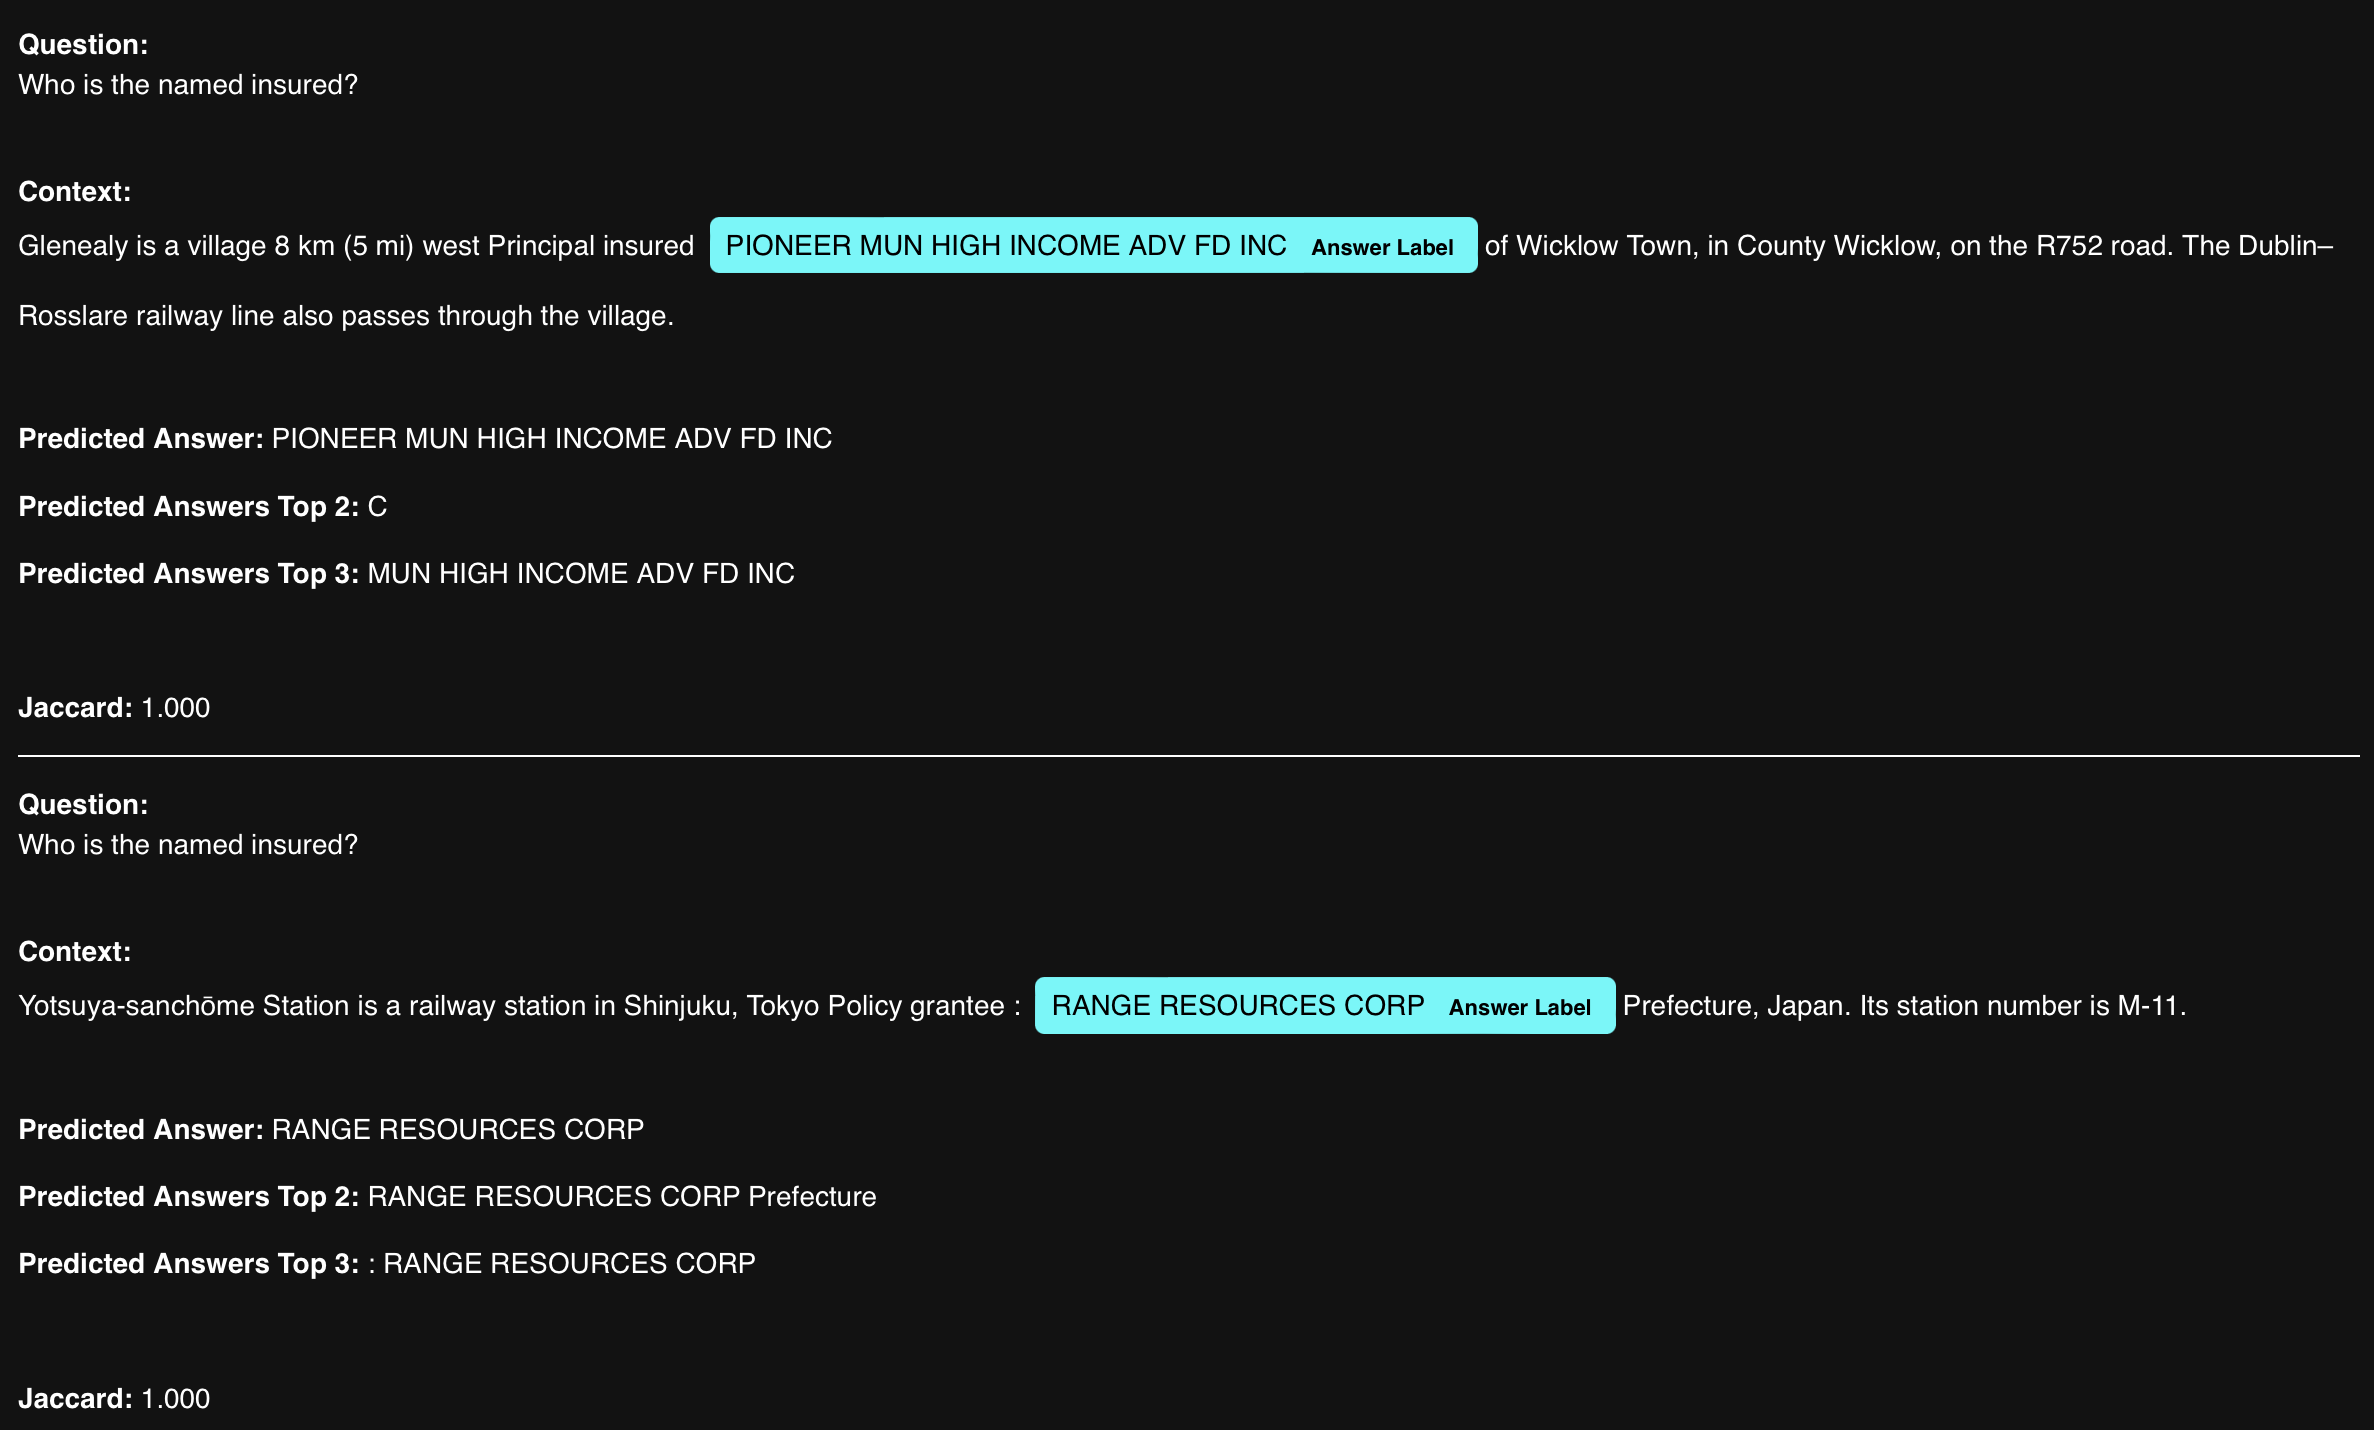 Question:
Who is the named insured?
Context:
Glenealy is a village 8 km (5 mi) west Principal insured PIONEER MUN HIGH INCOME ADV FD INC Answer Label of Wicklow Town, in County Wicklow, on the R752 road. The Dublin–
Rosslare railway line also passes through the village.
Predicted Answer: PIONEER MUN HIGH INCOME ADV FD INC
Predicted Answers Top 2: C
Predicted Answers Top 3: MUN HIGH INCOME ADV FD INC
Jaccard: 1.000
Question:
Who is the named insured?
Context:
Yotsuya-sanchōme Station is a railway station in Shinjuku, Tokyo Policy grantee : RANGE RESOURCES CORP Answer Label Prefecture, Japan. Its station number is M-11.
Predicted Answer: RANGE RESOURCES CORP
Predicted Answers Top 2: RANGE RESOURCES CORP Prefecture
Predicted Answers Top 3: : RANGE RESOURCES CORP
Jaccard: 1.000